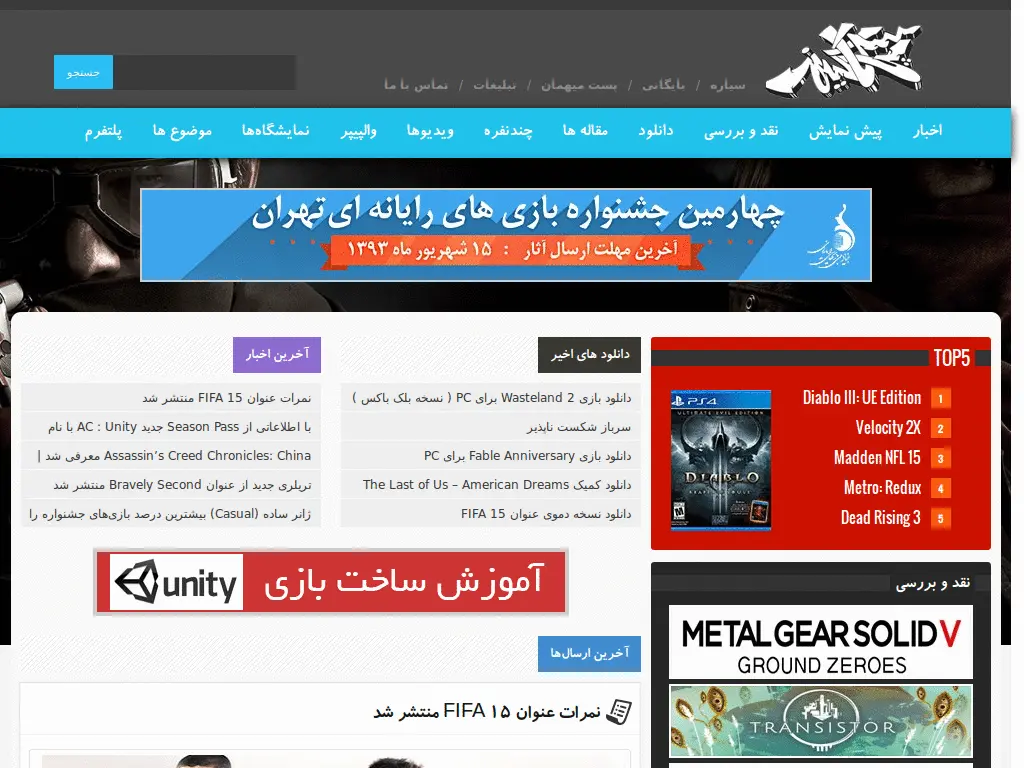 جستجو
سیاره / بایگانی / پست میهمان / تبلیغات / تماس با ما
اخبار پیش نمایش نقد و بررسی دانلود مقاله ها چندنفره ویدیوها والپیپر نمایشگاه‌ها موضوع ها پلتفرم
چهارمین جشنواره بازی های رایانه ای تهران
آخرین مهلت ارسال آثار : ۱۵ شهریور ماه ۱۳۹۳
TOP5
1 Diablo III: UE Edition
2 Velocity 2X
3 Madden NFL 15
4 Metro: Redux
5 Dead Rising 3
PS4
ULTIMATE EVIL EDITION
DIABLO
دانلود های اخیر
دانلود بازی Wasteland 2 برای PC ( نسخه بلک باکس )
سرباز شکست ناپذیر
دانلود بازی Fable Anniversary برای PC
دانلود کمیک The Last of Us – American Dreams
دانلود نسخه دموی عنوان FIFA 15
آخرین اخبار
نمرات عنوان FIFA 15 منتشر شد
با اطلاعاتی از Season Pass جدید AC : Unity با نام
Assassin’s Creed Chronicles: China معرفی شد |
تریلری جدید از عنوان Bravely Second منتشر شد
ژانر ساده (Casual) بیشترین درصد بازی‌های جشنواره را
آموزش ساخت بازی unity
نقد و بررسی
METAL GEAR SOLID V
GROUND ZEROES
TRANSISTOR
آخرین ارسال‌ها
نمرات عنوان FIFA ۱۵ منتشر شد